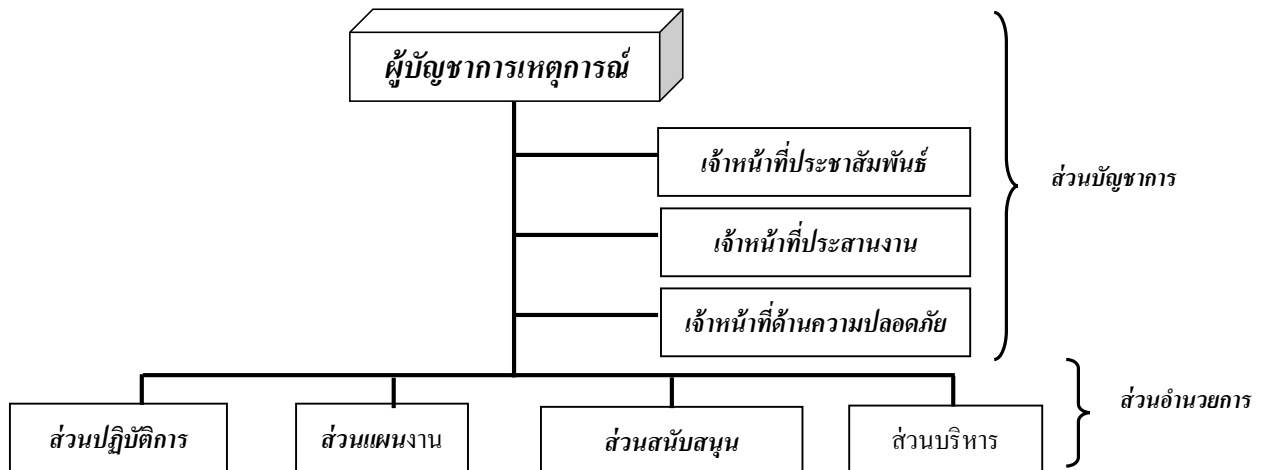 ผู้บัญชาการเหตุการณ์
เจ้าหน้าที่ประชาสัมพันธ์
ส่วนบัญชาการ
เจ้าหน้าที่ประสานงาน
เจ้าหน้าที่ด้านความปลอดภัย
ส่วนอำนวยการ
ส่วนปฏิบัติการ
ส่วนแผนงาน
ส่วนสนับสนุน
ส่วนบริหาร